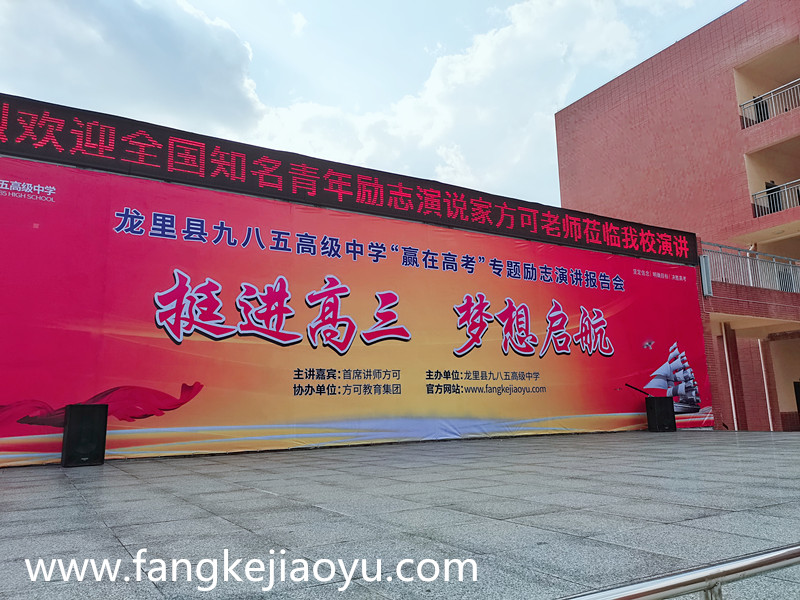 烈欢迎全国知名青年励志演说家方可老师莅临我校演讲
五高级中学
HIGH SCHOOL
龙里县九八五高级中学“赢在高考”专题励志演讲报告会
挺进高三 梦想启航
主讲嘉宾：首席讲师方可
主办单位：龙里县九八五高级中学
协办单位：方可教育集团
官方网站：www.fangkejiaoyu.com
www.fangkejiaoyu.com